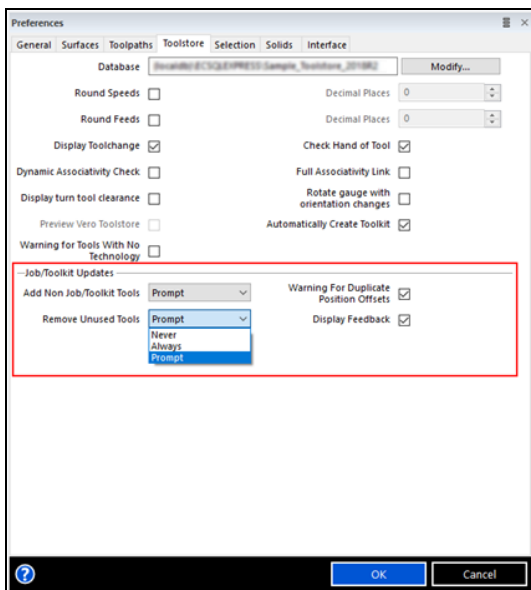 Preferences
General Surfaces Toolpaths Toolstore Selection Solids Interface
Database Modify...
Round Speeds Decimal Places 0
Round Feeds Decimal Places 0
Display Toolchange Check Hand of Tool
Dynamic Associativity Check Full Associativity Link
Display turn tool clearance Rotate gauge with
orientation changes
Preview Vero Toolstore Automatically Create Toolkit
Warning for Tools With No
Technology
Job/Toolkit Updates
Add Non Job/Toolkit Tools Prompt Warning For Duplicate
Position Offsets
Remove Unused Tools Prompt Display Feedback
Never
Always
Prompt
? OK Cancel